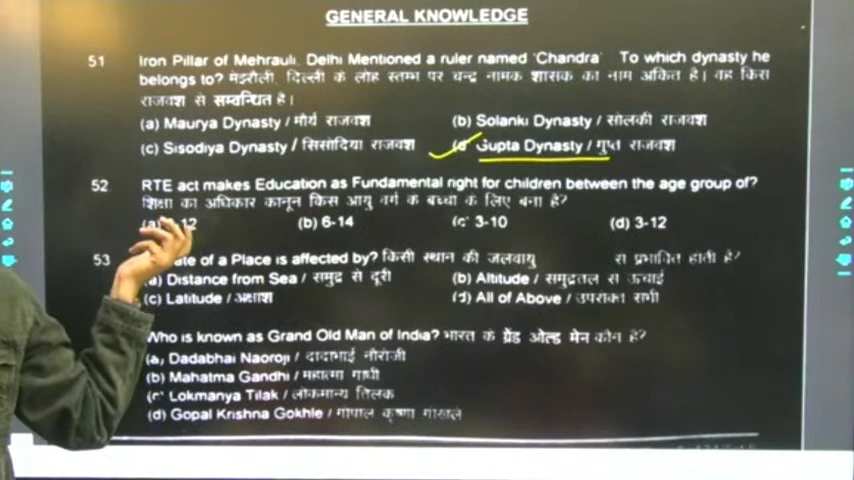 GENERAL KNOWLEDGE
51 Iron Pillar of Mehrauli, Delhi Mentioned a ruler named 'Chandra' To which dynasty he
belongs to? मेहरौली, दिल्ली के लोह स्तम्भ पर चन्द्र नामक शासक का नाम अंकित है। वह किस
राजवंश से सम्बन्धित है।
(a) Maurya Dynasty / मौर्य राजवंश (b) Solanki Dynasty / सोलंकी राजवंश
(c) Sisodiya Dynasty / सिसोदिया राजवंश (d) Gupta Dynasty / गुप्त राजवंश
52 RTE act makes Education as Fundamental right for children between the age group of?
शिक्षा का अधिकार कानून किस आयु वर्ग के बच्चों के लिए बना है?
12 (b) 6-14 (c) 3-10 (d) 3-12
53 of a Place is affected by? किसी स्थान की जलवायु से प्रभावित होती है?
(a) Distance from Sea / समुद्र से दूरी (b) Altitude / समुद्रतल से ऊंचाई
(c) Latitude / अक्षांश (d) All of Above / उपरोक्त सभी
Who is known as Grand Old Man of India? भारत के ग्रैंड ओल्ड मेन कौन है?
(a) Dadabhai Naoroji / दादाभाई नौरोजी
(b) Mahatma Gandhi / महात्मा गांधी
(c) Lokmanya Tilak / लोकमान्य तिलक
(d) Gopal Krishna Gokhle / गोपाल कृष्णा गोखले